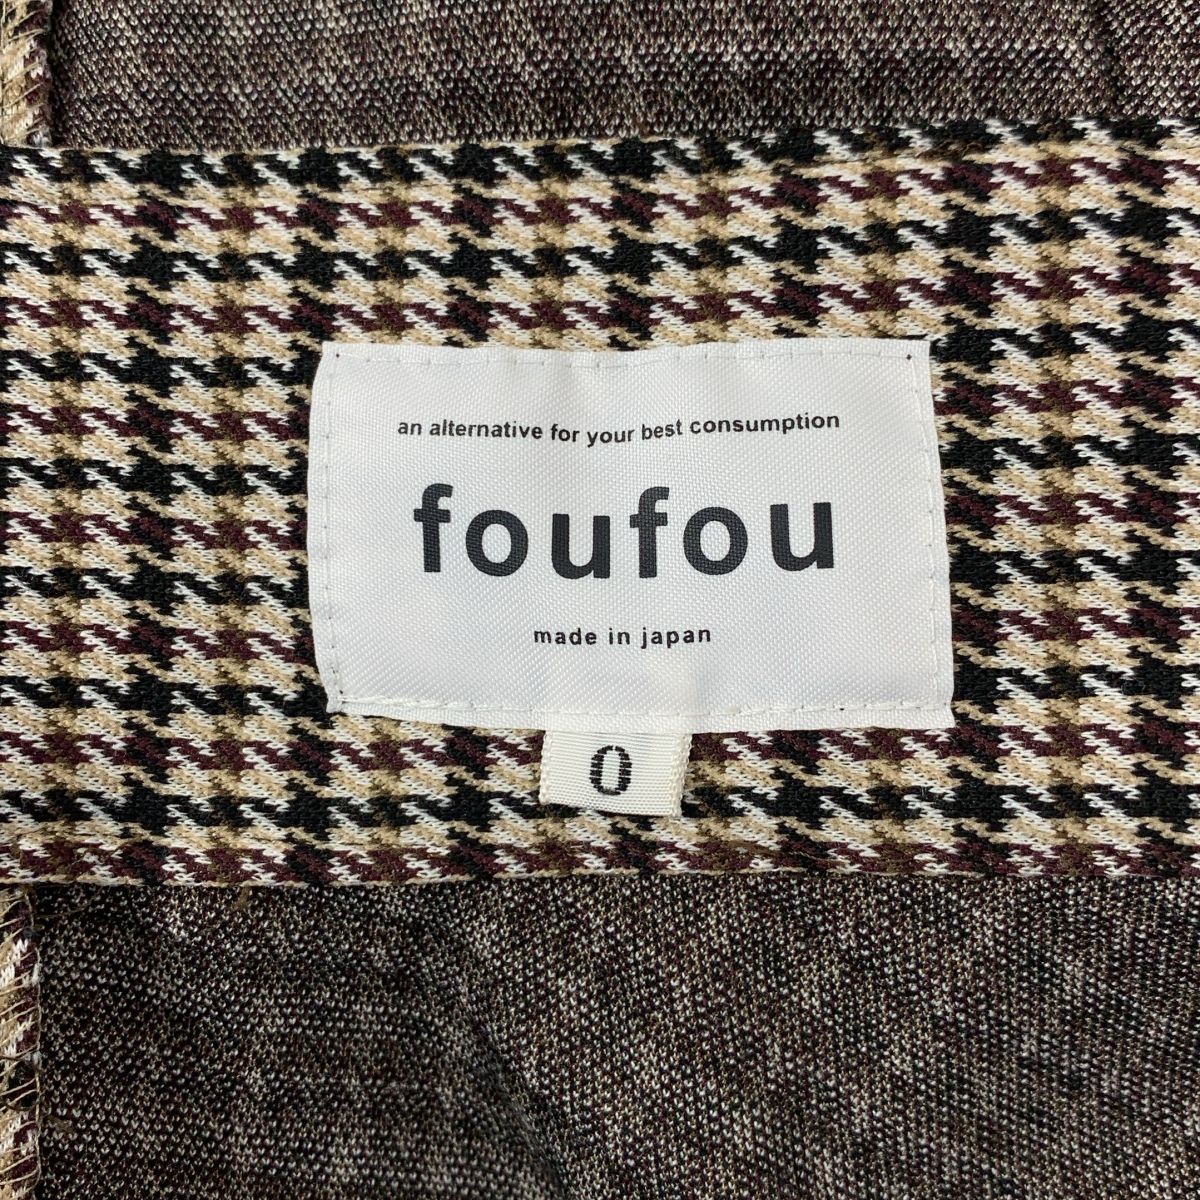 an alternative for your best consumption
foufou
made in japan
0